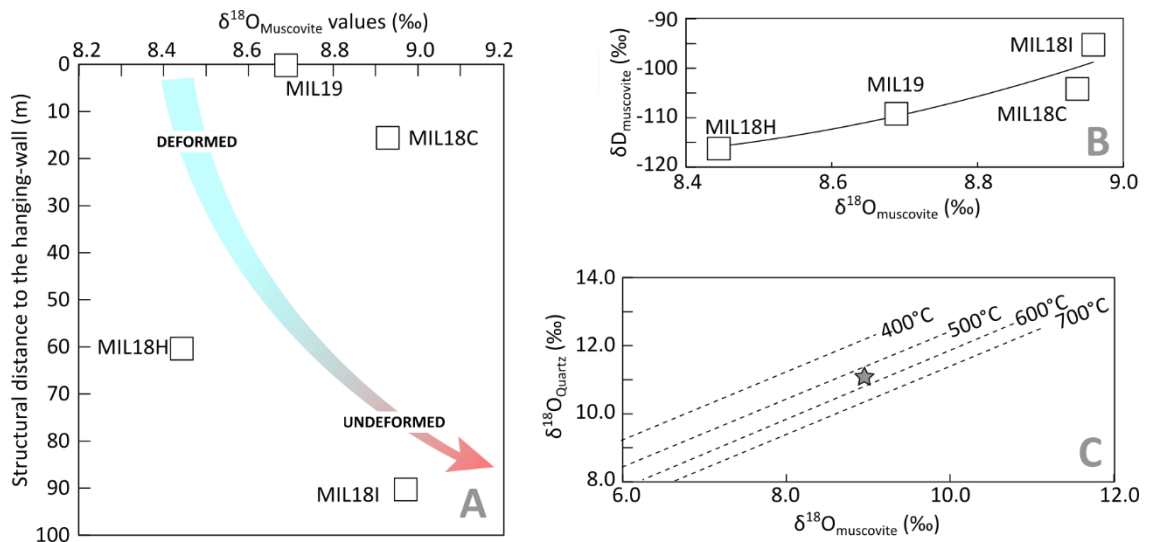 δ18OMuscovite values (‰)
8.2 8.4 8.6 8.8 9.0 9.2
Structural distance to the hanging-wall (m)
0
10
20
30
40
50
60
70
80
90
100
MIL19
DEFORMED
MIL18C
MIL18H
UNDEFORMED
MIL18I
A
δDmuscovite (‰)
-90
-100
-110
-120
MIL18I
MIL19
MIL18C
MIL18H
B
8.4 8.6 8.8 9.0
δ18Omuscovite (‰)
δ18OQuartz (‰)
14.0
12.0
10.0
8.0
400°C
500°C
600°C
700°C
C
6.0 8.0 10.0 12.0
δ18Omuscovite (‰)